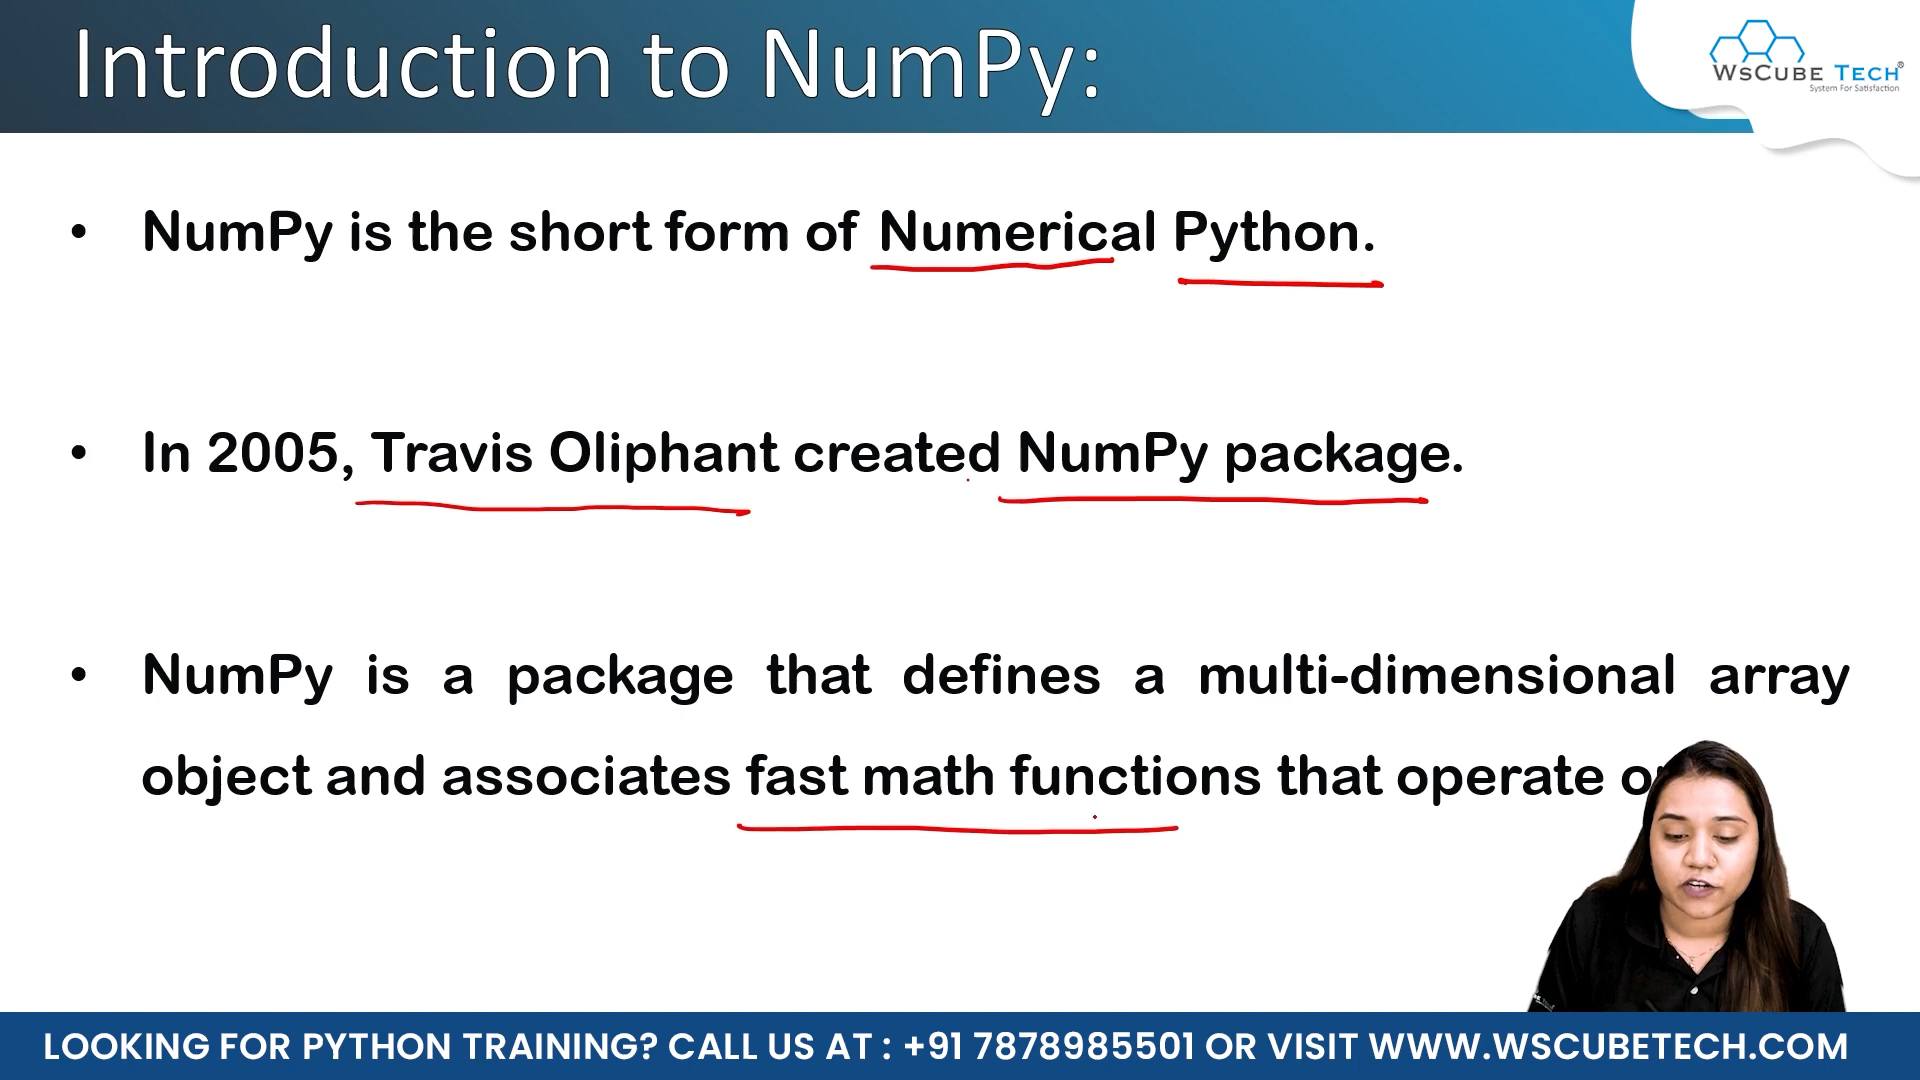 Introduction to NumPy:
WSCUBE TECH®
System For Satisfaction
• NumPy is the short form of Numerical Python.
• In 2005, Travis Oliphant created NumPy package.
• NumPy is a package that defines a multi-dimensional array
object and associates fast math functions that operate
LOOKING FOR PYTHON TRAINING? CALL US AT : +91 7878985501 OR VISIT WWW.WSCUBETECH.COM